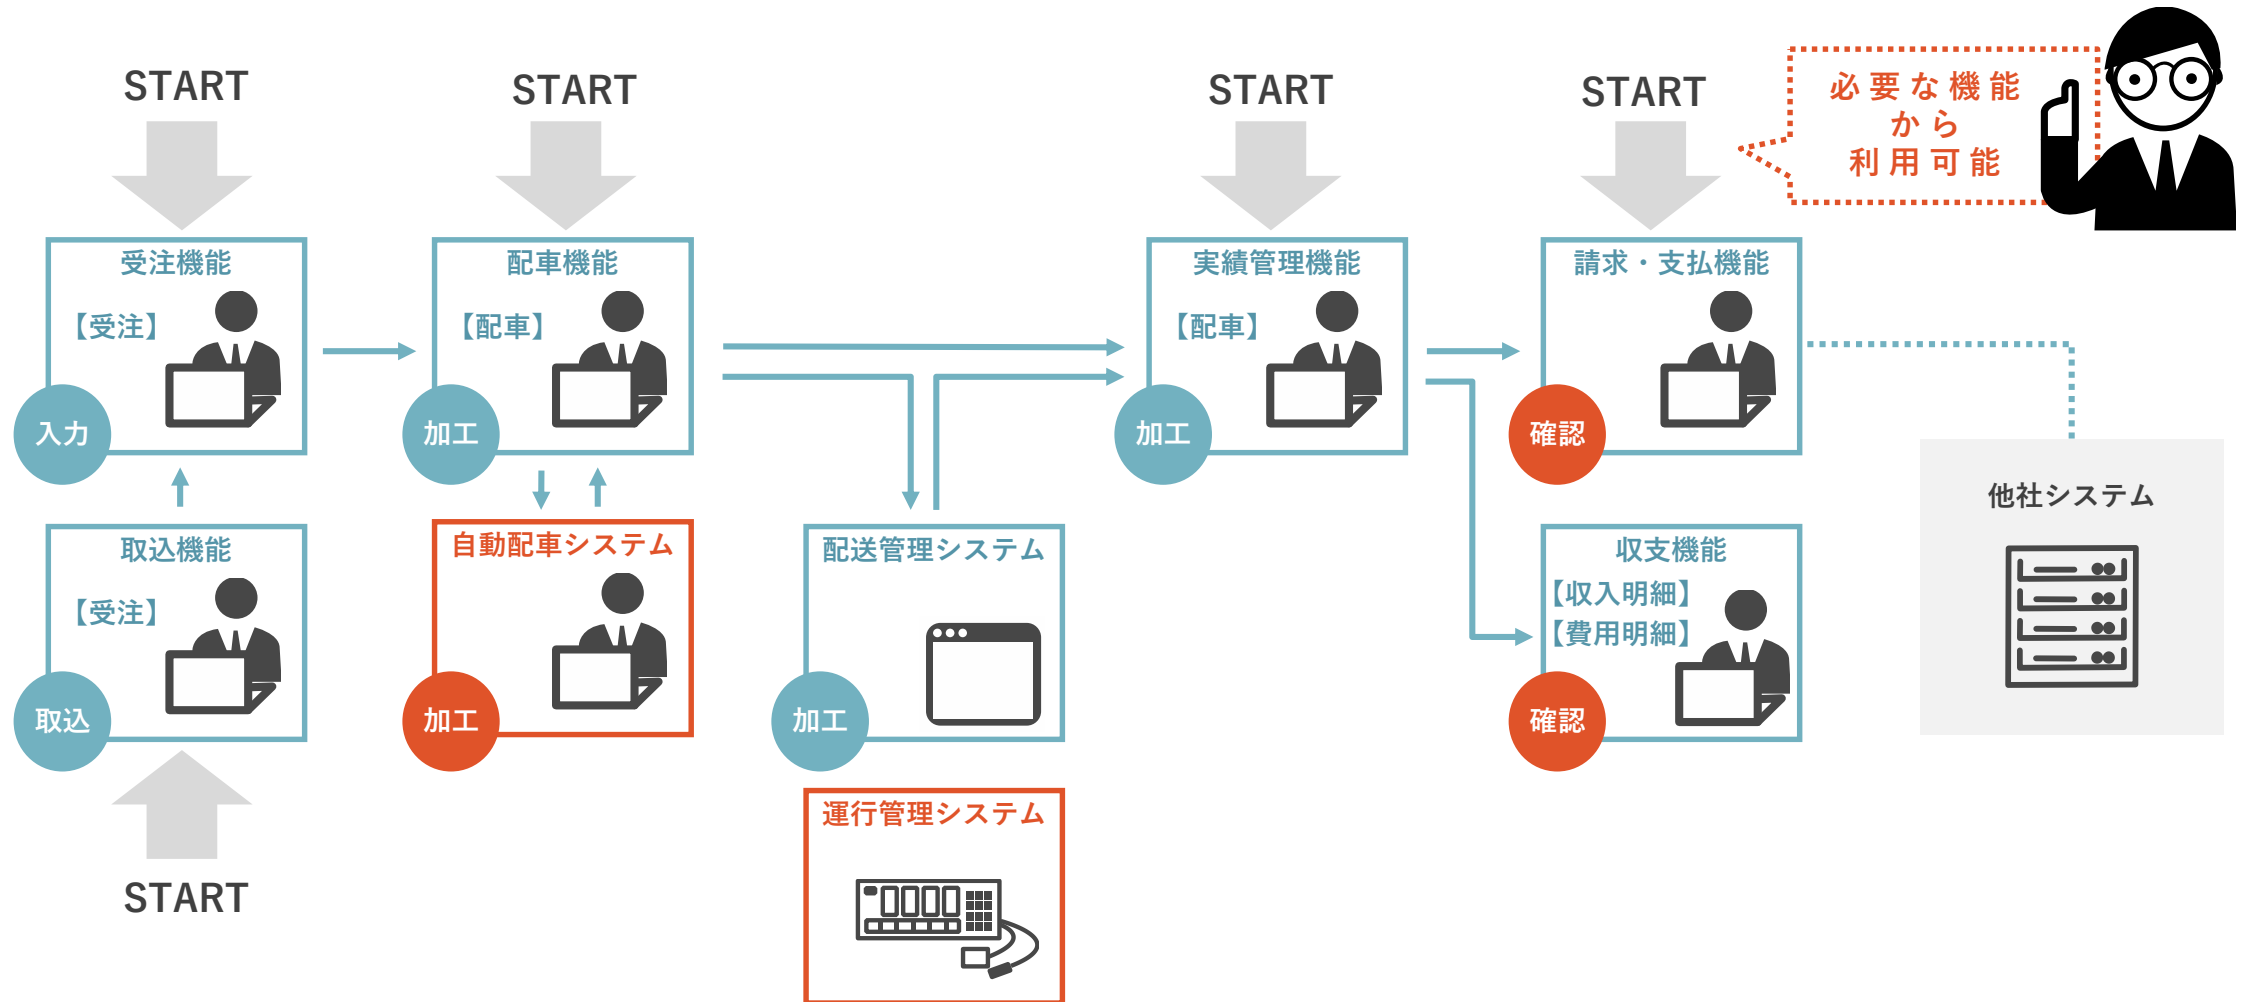 START
START
START
START
必要な機能
から
利用可能
受注機能
【受注】
入力
配車機能
【配車】
加工
実績管理機能
【配車】
加工
請求・支払機能
確認
取込機能
【受注】
取込
START
自動配車システム
加工
配送管理システム
加工
運行管理システム
収支機能
【収入明細】
【費用明細】
確認
他社システム